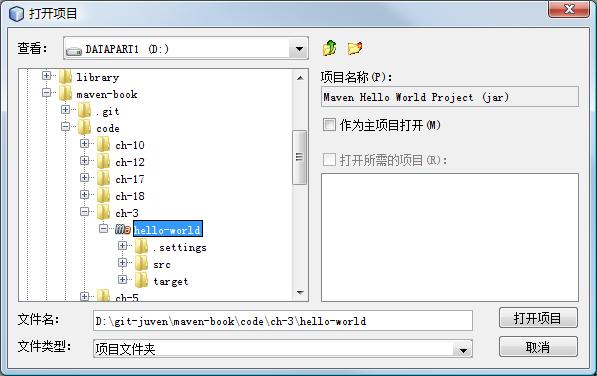 打开项目
查看:
DATAPART1 (D:)
library
maven-book
.git
code
ch-10
ch-12
ch-17
ch-18
ch-3
hello-world
.settings
src
target
ch-5
项目名称(P):
Maven Hello World Project (jar)
作为主项目打开(M)
打开所需的项目(R):
文件名:
D:\git-juven\maven-book\code\ch-3\hello-world
打开项目
文件类型:
项目文件夹
取消